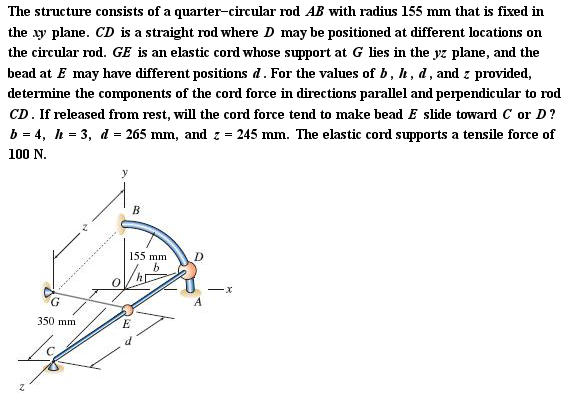 The structure consists of a quarter-circular rod AB with radius 155 mm that is fixed in
the xy plane. CD is a straight rod where D may be positioned at different locations on
the circular rod. GE is an elastic cord whose support at G lies in the yz plane, and the
bead at E may have different positions d. For the values of b, h, d, and z provided,
determine the components of the cord force in directions parallel and perpendicular to rod
CD. If released from rest, will the cord force tend to make bead E slide toward C or D?
b = 4, h = 3, d = 265 mm, and z = 245 mm. The elastic cord supports a tensile force of
100 N.
y
B
z
155 mm
D
b
h
O
x
G
A
350 mm
E
d
C
z